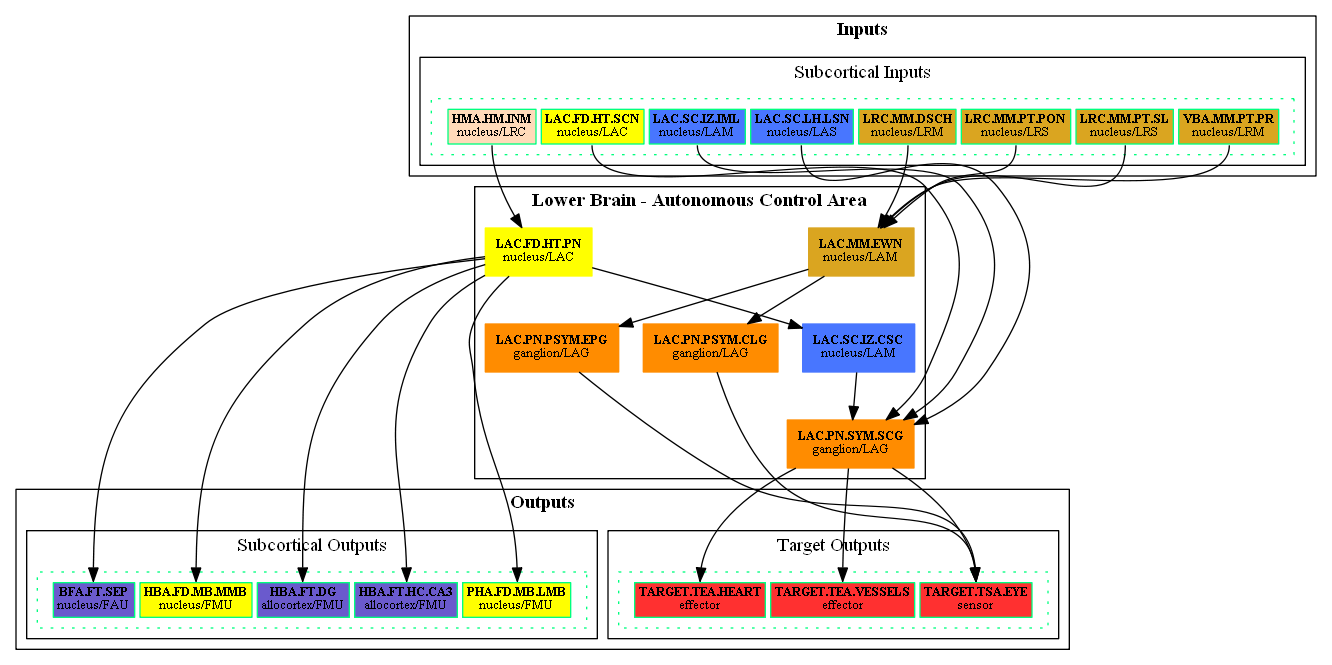 Inputs
Subcortical Inputs
HMA.HM.INM
nucleus/LRC
LAC.FD.HT.SCN
nucleus/LAC
LAC.SC.IZ.IML
nucleus/LAM
LAC.SC.LH.LSN
nucleus/LAS
LRC.MM.DSCH
nucleus/LRM
LRC.MM.PT.PON
nucleus/LRS
LRC.MM.PT.SL
nucleus/LRS
VBA.MM.PT.PR
nucleus/LRM
Lower Brain - Autonomous Control Area
LAC.FD.HT.PN
nucleus/LAC
LAC.MM.EWN
nucleus/LAM
LAC.PN.PSYM.EPG
ganglion/LAG
LAC.PN.PSYM.CLG
ganglion/LAG
LAC.SC.IZ.CSC
nucleus/LAM
LAC.PN.SYM.SCG
ganglion/LAG
Outputs
Subcortical Outputs
BFA.FT.SEP
nucleus/FAU
HBA.FD.MB.MMB
nucleus/FMU
HBA.FT.DG
allocortex/FMU
HBA.FT.HC.CA3
allocortex/FMU
PHA.FD.MB.LMB
nucleus/FMU
Target Outputs
TARGET.TEA.HEART
effector
TARGET.TEA.VESSELS
effector
TARGET.TSA.EYE
sensor